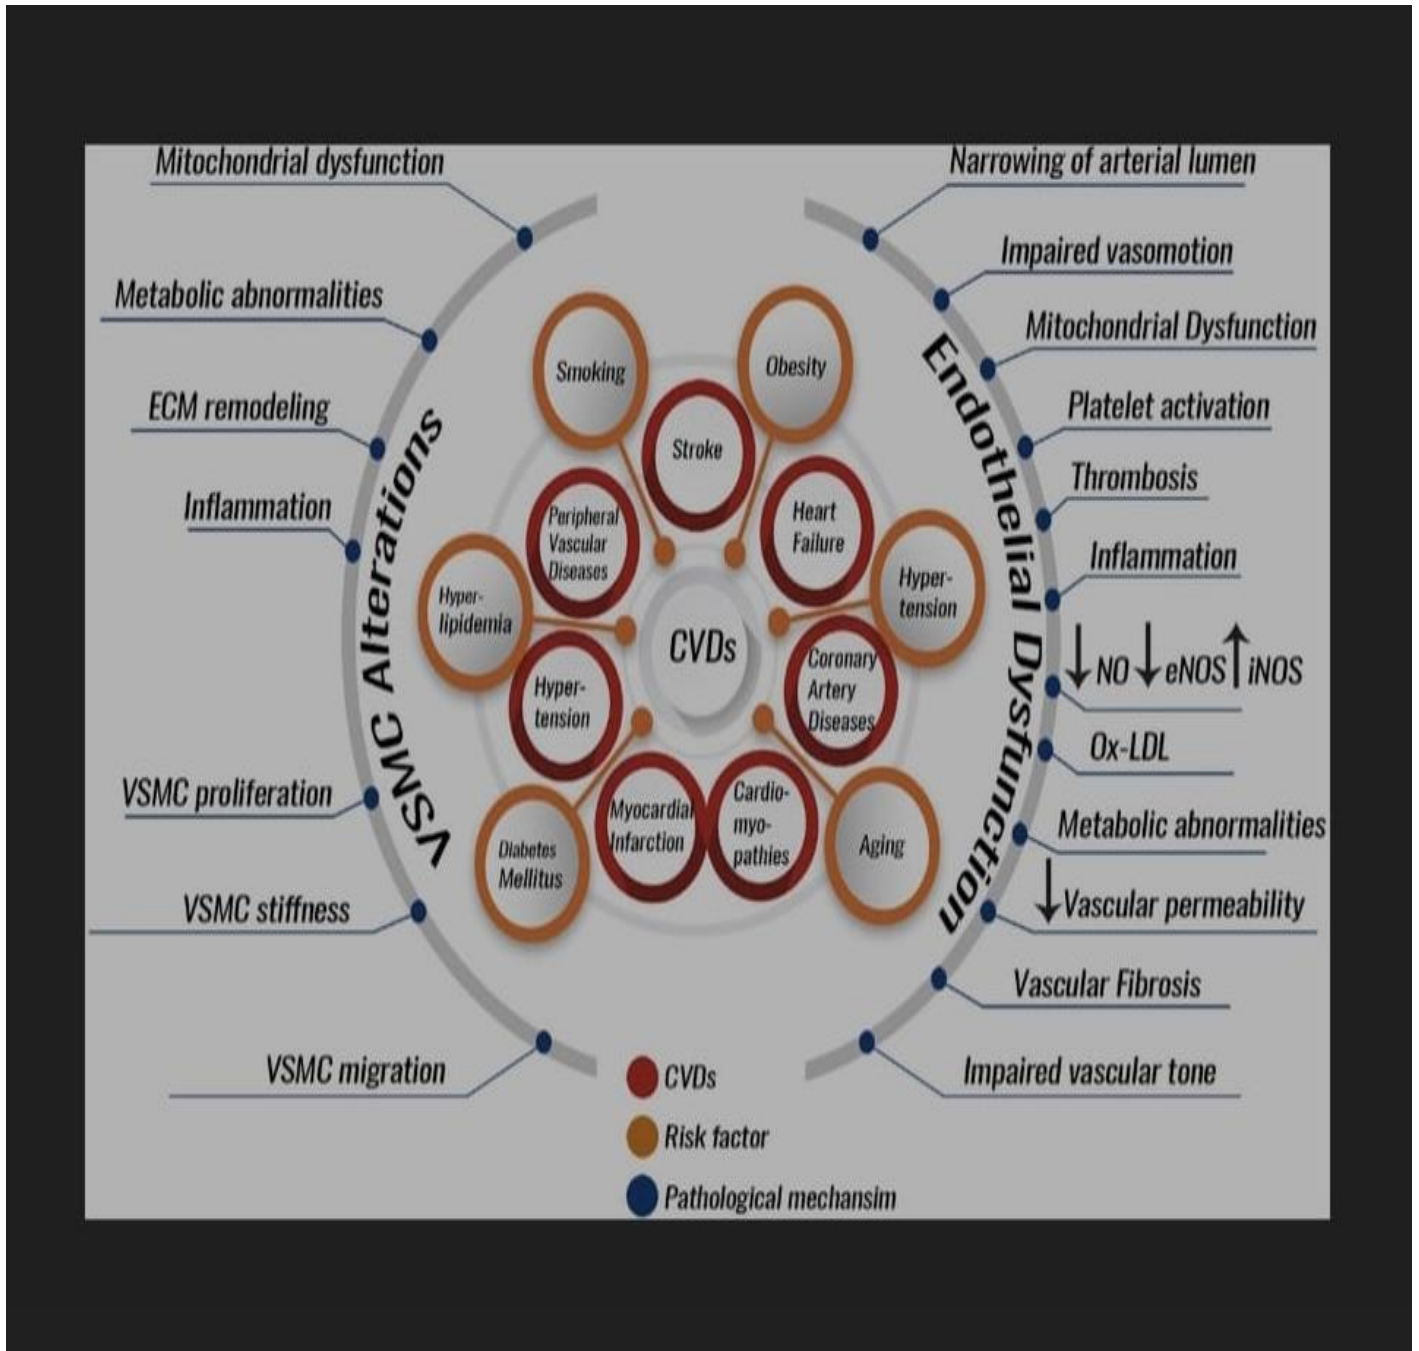 Mitochondrial dysfunction
Metabolic abnormalities
ECM remodeling
Inflammation
VSMC proliferation
VSMC stiffness
VSMC migration
VSMC Alterations
Smoking
Obesity
Stroke
Peripheral
Vascular
Diseases
Heart
Failure
Hyper-
lipidemia
Hyper-
tension
CVDs
Hyper-
tension
Coronary
Artery
Diseases
Diabetes
Mellitus
Myocardial
Infarction
Cardio-
myo-
pathies
Aging
Endothelial Dysfunction
Narrowing of arterial lumen
Impaired vasomotion
Mitochondrial Dysfunction
Platelet activation
Thrombosis
Inflammation
↓NO ↓eNOS ↑iNOS
Ox-LDL
Metabolic abnormalities
↓Vascular permeability
Vascular Fibrosis
Impaired vascular tone
CVDs
Risk factor
Pathological mechansim